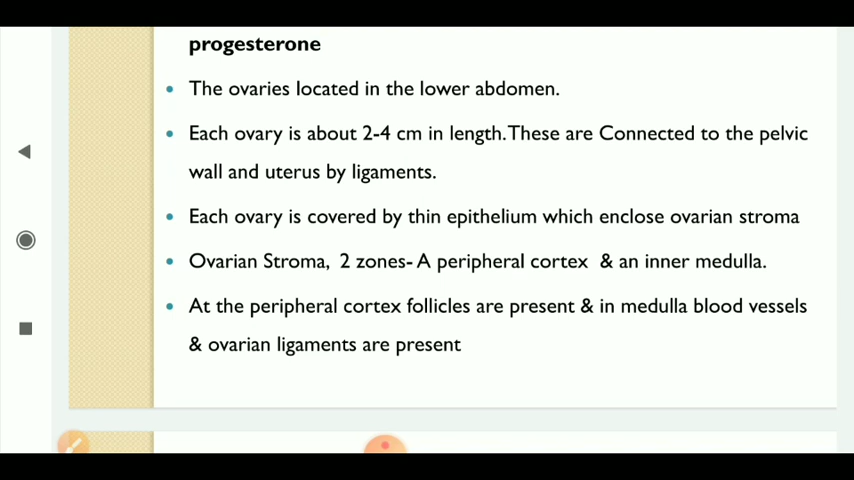 progesterone
• The ovaries located in the lower abdomen.
• Each ovary is about 2-4 cm in length.These are Connected to the pelvic
wall and uterus by ligaments.
• Each ovary is covered by thin epithelium which enclose ovarian stroma
• Ovarian Stroma, 2 zones- A peripheral cortex & an inner medulla.
• At the peripheral cortex follicles are present & in medulla blood vessels
& ovarian ligaments are present